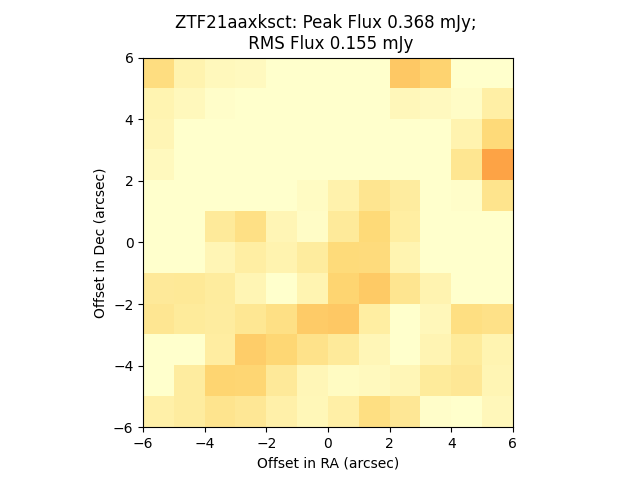 ZTF21aaxksct: Peak Flux 0.368 mJy;
RMS Flux 0.155 mJy
6
4
2
0
−2
−4
−6
Offset in Dec (arcsec)
−6 −4 −2 0 2 4 6
Offset in RA (arcsec)